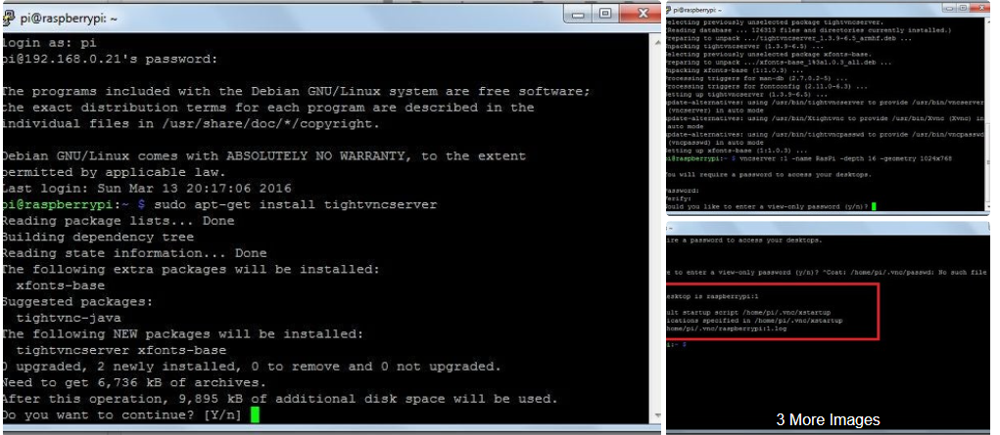 pi@raspberrypi: ~
login as: pi
pi@192.168.0.21's password:
The programs included with the Debian GNU/Linux system are free software;
the exact distribution terms for each program are described in the
individual files in /usr/share/doc/*/copyright.
Debian GNU/Linux comes with ABSOLUTELY NO WARRANTY, to the extent
permitted by applicable law.
Last login: Sun Mar 13 20:17:06 2016
pi@raspberrypi:~ $ sudo apt-get install tightvncserver
Reading package lists... Done
Building dependency tree
Reading state information... Done
The following extra packages will be installed:
xfonts-base
Suggested packages:
tightvnc-java
The following NEW packages will be installed:
tightvncserver xfonts-base
0 upgraded, 2 newly installed, 0 to remove and 0 not upgraded.
Need to get 6,736 kB of archives.
After this operation, 9,895 kB of additional disk space will be used.
Do you want to continue? [Y/n]
pi@raspberrypi: ~
Selecting previously unselected package tightvncserver.
(Reading database ... 126313 files and directories currently installed.)
Preparing to unpack .../tightvncserver_1.3.9-6.5_armhf.deb ...
Unpacking tightvncserver (1.3.9-6.5) ...
Selecting previously unselected package xfonts-base.
Preparing to unpack .../xfonts-base_1%3a1.0.3_all.deb ...
Unpacking xfonts-base (1:1.0.3) ...
Processing triggers for man-db (2.7.0.2-5) ...
Processing triggers for fontconfig (2.11.0-6.3) ...
Setting up tightvncserver (1.3.9-6.5) ...
update-alternatives: using /usr/bin/tightvncserver to provide /usr/bin/vncserver
(vncserver) in auto mode
update-alternatives: using /usr/bin/Xtightvnc to provide /usr/bin/Xvnc (Xvnc) in
auto mode
update-alternatives: using /usr/bin/tightvncpasswd to provide /usr/bin/vncpasswd
(vncpasswd) in auto mode
Setting up xfonts-base (1:1.0.3) ...
pi@raspberrypi:~ $ vncserver :1 -name RasPi -depth 16 -geometry 1024x768
You will require a password to access your desktops.
Password:
Verify:
Would you like to enter a view-only password (y/n)?
ire a password to access your desktops.
e to enter a view-only password (y/n)? ^Ccat: /home/pi/.vnc/passwd: No such file
esktop is raspberrypi:1
ult startup script /home/pi/.vnc/xstartup
ications specified in /home/pi/.vnc/xstartup
home/pi/.vnc/raspberrypi:1.log
i:~ $
3 More Images